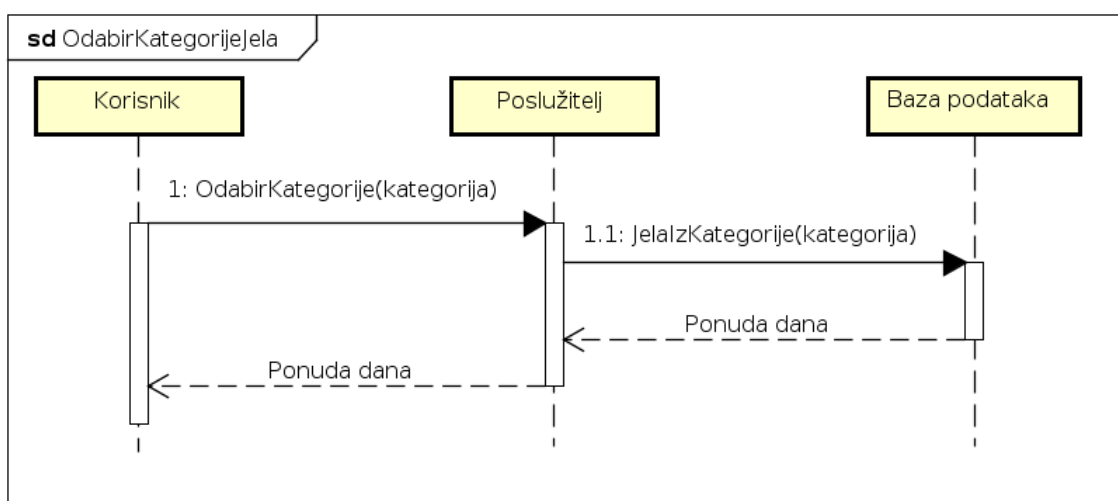 sd OdabirKategorijeJela
Korisnik
Poslužitelj
Baza podataka
1: OdabirKategorije(kategorija)
1.1: JelaIzKategorije(kategorija)
Ponuda dana
Ponuda dana